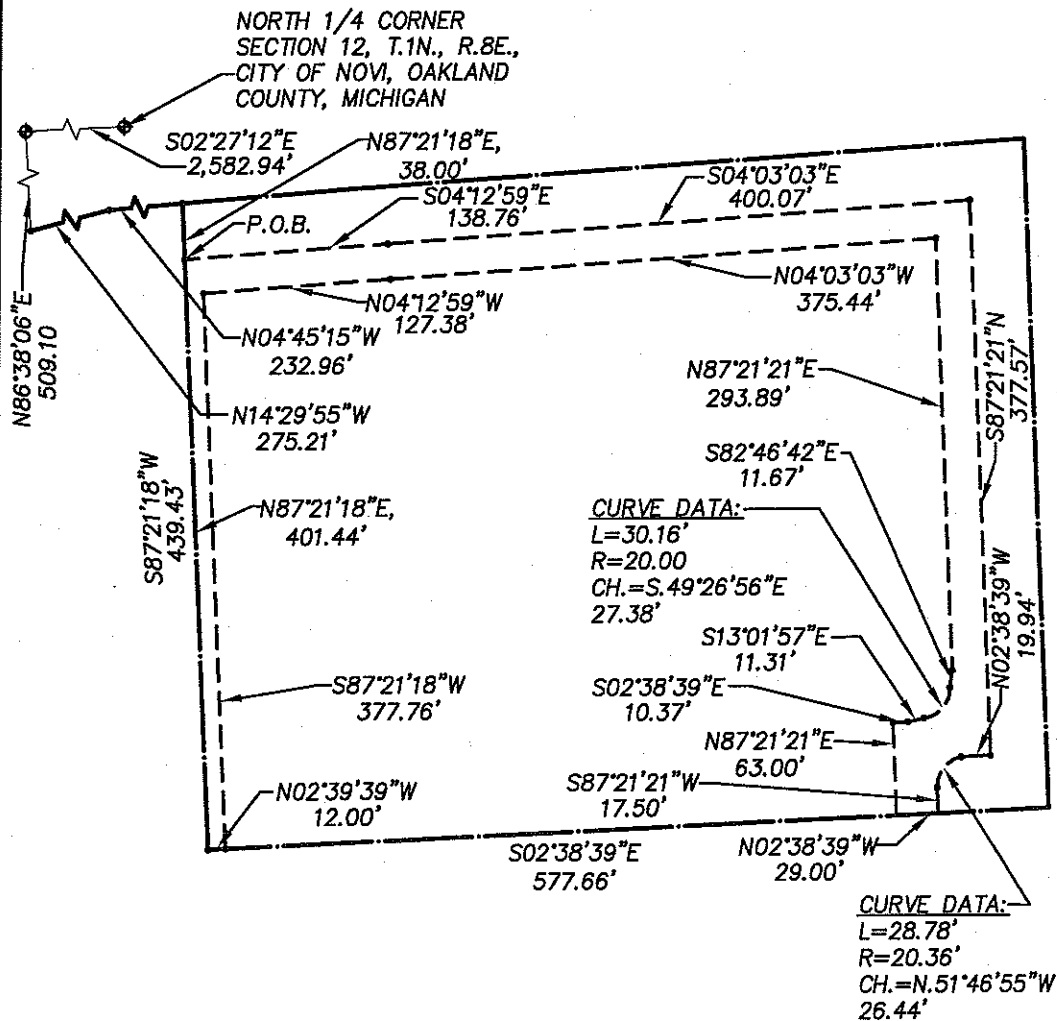 NORTH 1/4 CORNER
SECTION 12, T.1N., R.8E.,
CITY OF NOVI, OAKLAND
COUNTY, MICHIGAN
S02°27'12"E
2,582.94'
N87°21'18"E,
38.00'
S04°12'59"E
138.76'
S04°03'03"E
400.07'
P.O.B.
N04°12'59"W
127.38'
N04°03'03"W
375.44'
N86°38'06"E
509.10
N04°45'15"W
232.96'
N14°29'55"W
275.21'
N87°21'21"E
293.89'
S87°21'21"N
377.57'
S82°46'42"E
11.67'
S87°21'18"W
439.43'
N87°21'18"E,
401.44'
CURVE DATA:
L=30.16'
R=20.00
CH.=S.49°26'56"E
27.38'
N02°38'39"W
19.94'
S13°01'57"E
11.31'
S02°38'39"E
10.37'
S87°21'18"W
377.76'
N87°21'21"E
63.00'
S87°21'21"W
17.50'
N02°39'39"W
12.00'
S02°38'39"E
577.66'
N02°38'39"W
29.00'
CURVE DATA:
L=28.78'
R=20.36'
CH.=N.51°46'55"W
26.44'